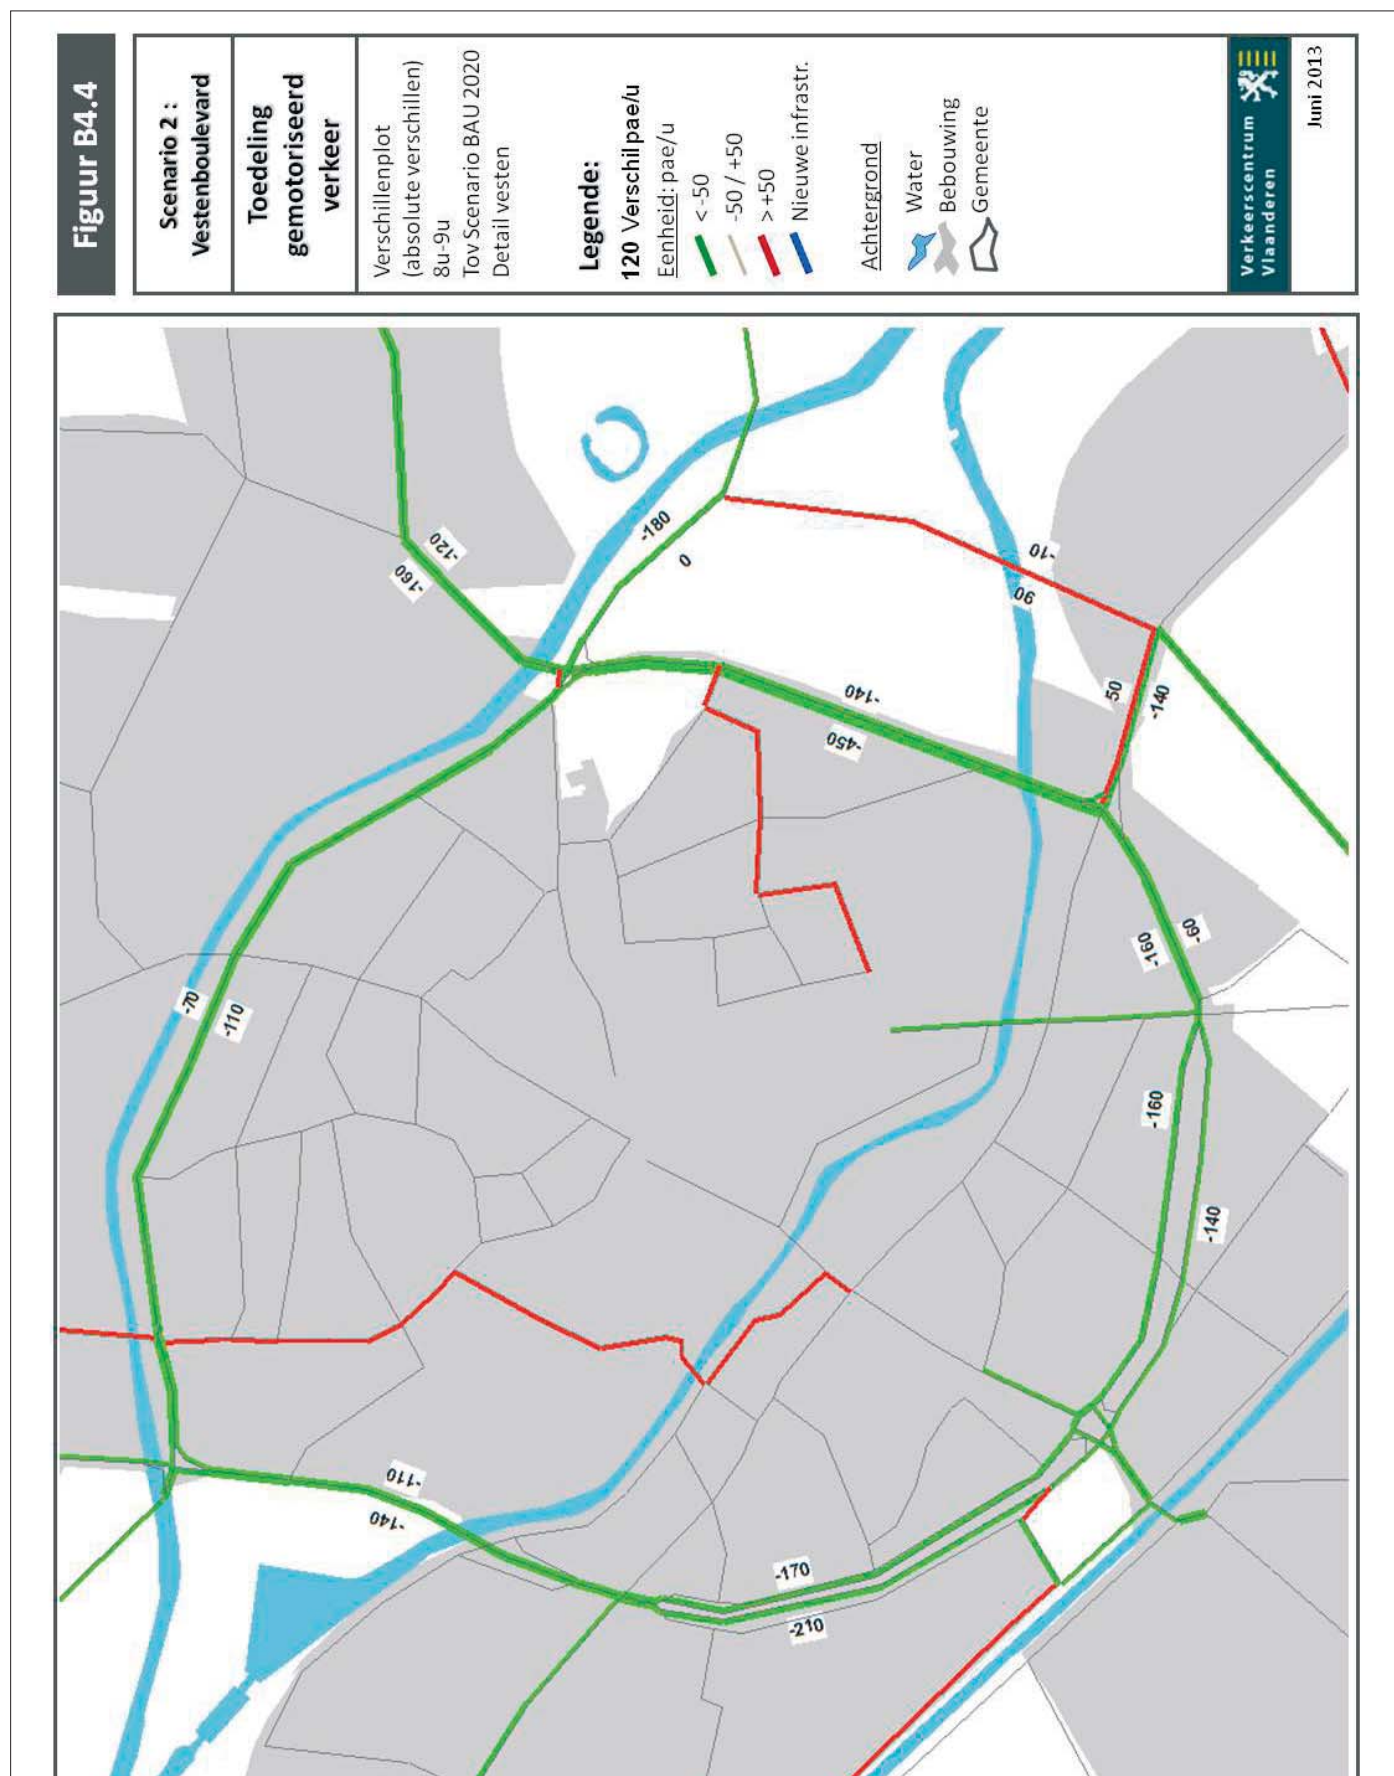 Figuur B4.4
Scenario 2 :
Vestenboulevard
Toedeling
gemotoriseerd
verkeer
Verschillenplot
(absolute verschillen)
8u-9u
Tov Scenario BAU 2020
Detail vesten
Legende:
120 Verschil pae/u
Eenheid: pae/u
< -50
-50 / +50
> +50
Nieuwe infrastr.
Achtergrond
Water
Bebouwing
Gemeente
Verkeerscentrum
Vlaanderen
Juni 2013
-120
-160
-180
0
-10
90
50
-140
-140
-450
-60
-160
-70
-110
-160
-140
-110
-140
-170
-210